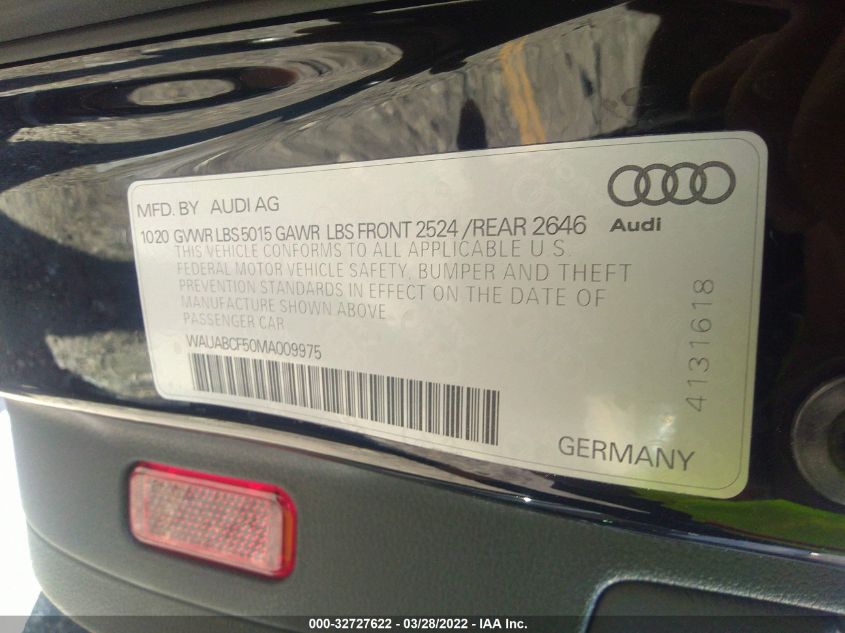 MFD. BY AUDI AG
Audi
1020 GVWR LBS 5015 GAWR LBS FRONT 2524 /REAR 2646
THIS VEHICLE CONFORMS TO ALL APPLICABLE U.S.
FEDERAL MOTOR VEHICLE SAFETY, BUMPER AND THEFT
PREVENTION STANDARDS IN EFFECT ON THE DATE OF
MANUFACTURE SHOWN ABOVE
PASSENGER CAR
WAUABCF50MA009975
4131618
GERMANY
000-32727622 / 03/28/2022 - IAA Inc.